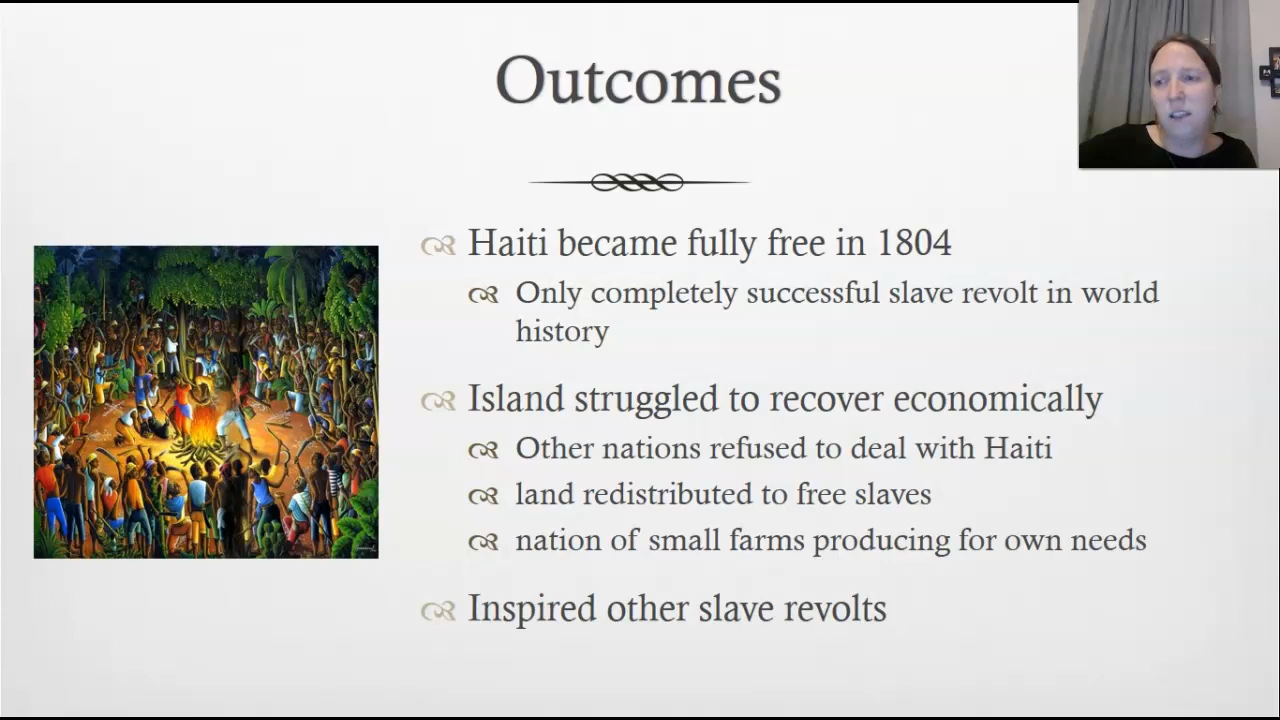 Outcomes
Haiti became fully free in 1804
Only completely successful slave revolt in world
history
Island struggled to recover economically
Other nations refused to deal with Haiti
land redistributed to free slaves
nation of small farms producing for own needs
Inspired other slave revolts